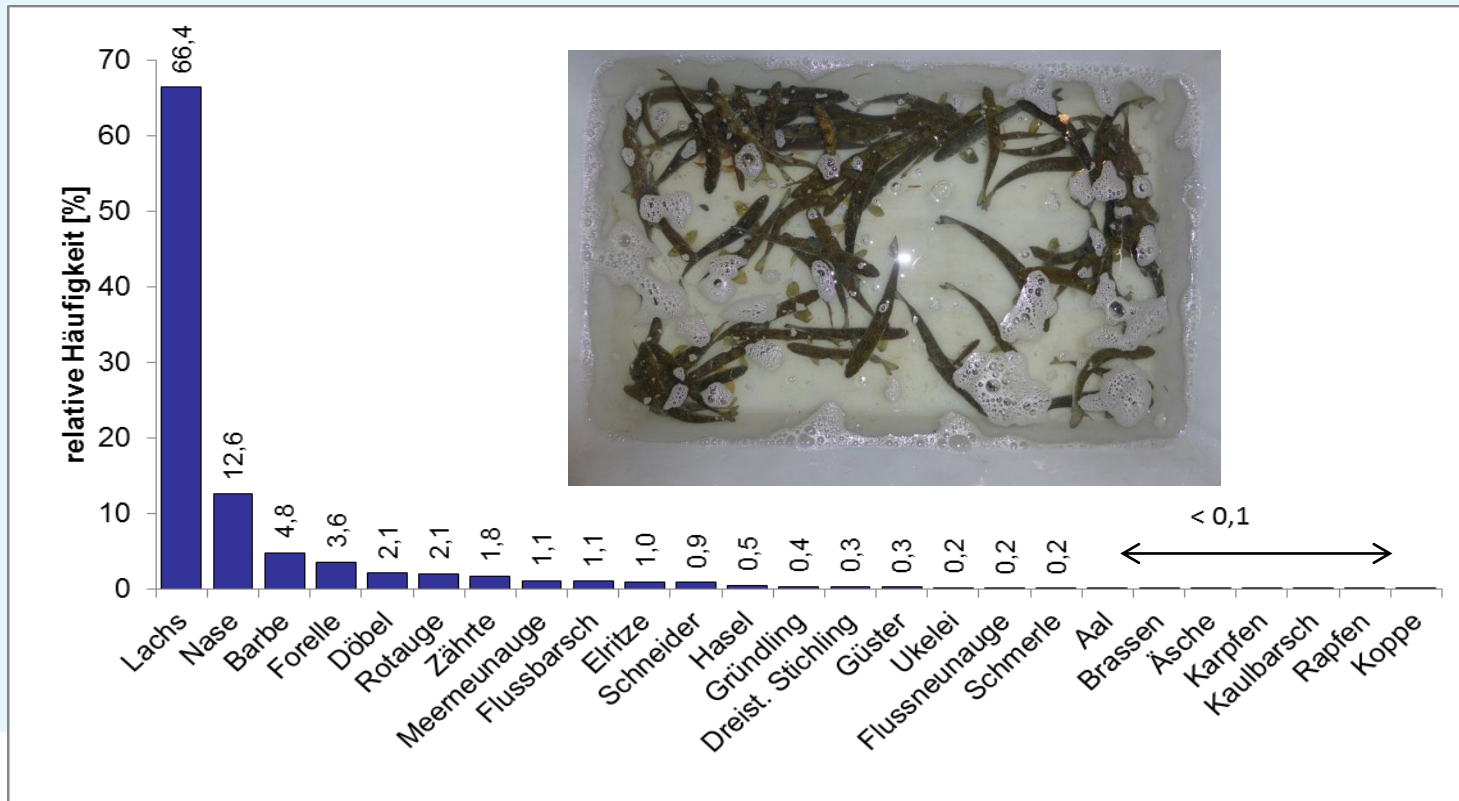 relative Häufigkeit [%]
70
60
50
40
30
20
10
0
66,4
12,6
4,8
3,6
2,1
2,1
1,8
1,1
1,1
1,0
0,9
0,5
0,4
0,3
0,3
0,2
0,2
0,2
< 0,1
Lachs
Nase
Barbe
Forelle
Döbel
Rotauge
Zährte
Meerneunauge
Flussbarsch
Elritze
Schneider
Hasel
Gründling
Dreist. Stichling
Güster
Ukelei
Flussneunauge
Schmerle
Aal
Brassen
Äsche
Karpfen
Kaulbarsch
Rapfen
Koppe